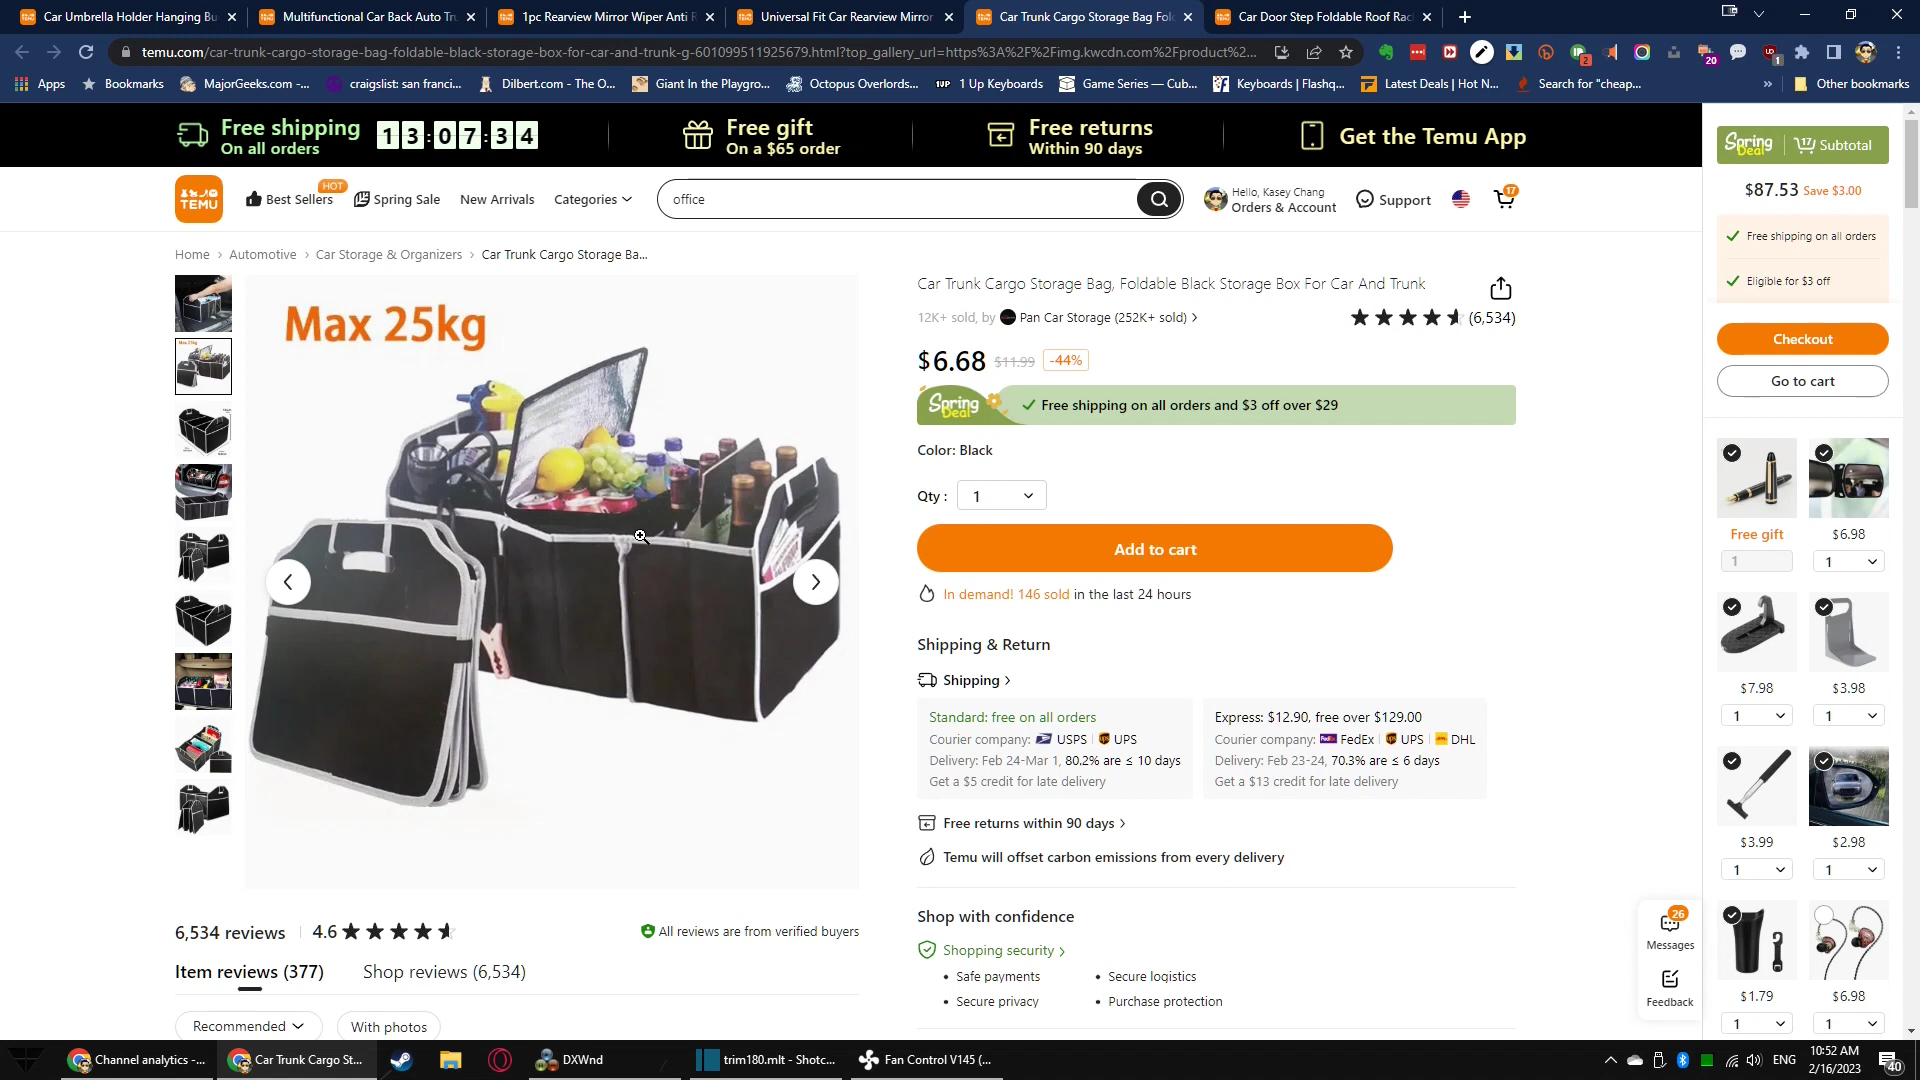 Car Umbrella Holder Hanging Bu
Multifunctional Car Back Auto Tr
1pc Rearview Mirror Wiper Anti R
Universal Fit Car Rearview Mirror
Car Trunk Cargo Storage Bag Fol
Car Door Step Foldable Roof Rac
temu.com/car-trunk-cargo-storage-bag-foldable-black-storage-box-for-car-and-trunk-g-601099511925679.html?top_gallery_url=https%3A%2F%2Fimg.kwcdn.com%2Fproduct%2...
2
20
1
Apps
Bookmarks
MajorGeeks.com -...
craigslist: san franci...
Dilbert.com - The O...
Giant In the Playgro...
Octopus Overlords...
1UP 1 Up Keyboards
Game Series — Cub...
Keyboards | Flashq...
Latest Deals | Hot N...
Search for "cheap...
»
Other bookmarks
Free shipping
On all orders
13:07:34
Free gift
On a $65 order
Free returns
Within 90 days
Get the Temu App
TEMU
Best Sellers
HOT
Spring Sale
New Arrivals
Categories
office
Hello, Kasey Chang
Orders & Account
Support
17
Home › Automotive › Car Storage & Organizers › Car Trunk Cargo Storage Ba...
Max 25kg
Car Trunk Cargo Storage Bag, Foldable Black Storage Box For Car And Trunk
12K+ sold, by Pan Car Storage (252K+ sold) >
(6,534)
$6.68 $11.99 -44%
Spring Deal
Free shipping on all orders and $3 off over $29
Color: Black
Qty : 1
Add to cart
In demand! 146 sold in the last 24 hours
Shipping & Return
Shipping >
Standard: free on all orders
Courier company: USPS | UPS
Delivery: Feb 24-Mar 1, 80.2% are ≤ 10 days
Get a $5 credit for late delivery
Express: $12.90, free over $129.00
Courier company: FedEx FedEx | UPS | DHL
Delivery: Feb 23-24, 70.3% are ≤ 6 days
Get a $13 credit for late delivery
Free returns within 90 days >
Temu will offset carbon emissions from every delivery
Shop with confidence
Shopping security >
• Safe payments
• Secure logistics
• Secure privacy
• Purchase protection
6,534 reviews | 4.6
All reviews are from verified buyers
Item reviews (377)
Shop reviews (6,534)
Recommended
With photos
26
Messages
Feedback
Spring Deal
17 Subtotal
$87.53 Save $3.00
Free shipping on all orders
Eligible for $3 off
Checkout
Go to cart
Free gift
1
$6.98
1
$7.98
1
$3.98
1
$3.99
1
$2.98
1
$1.79
1
$6.98
1
Channel analytics -...
Car Trunk Cargo St...
DXWnd
trim180.mlt - Shotc...
Fan Control V145 (...
ENG
10:52 AM
2/16/2023
40